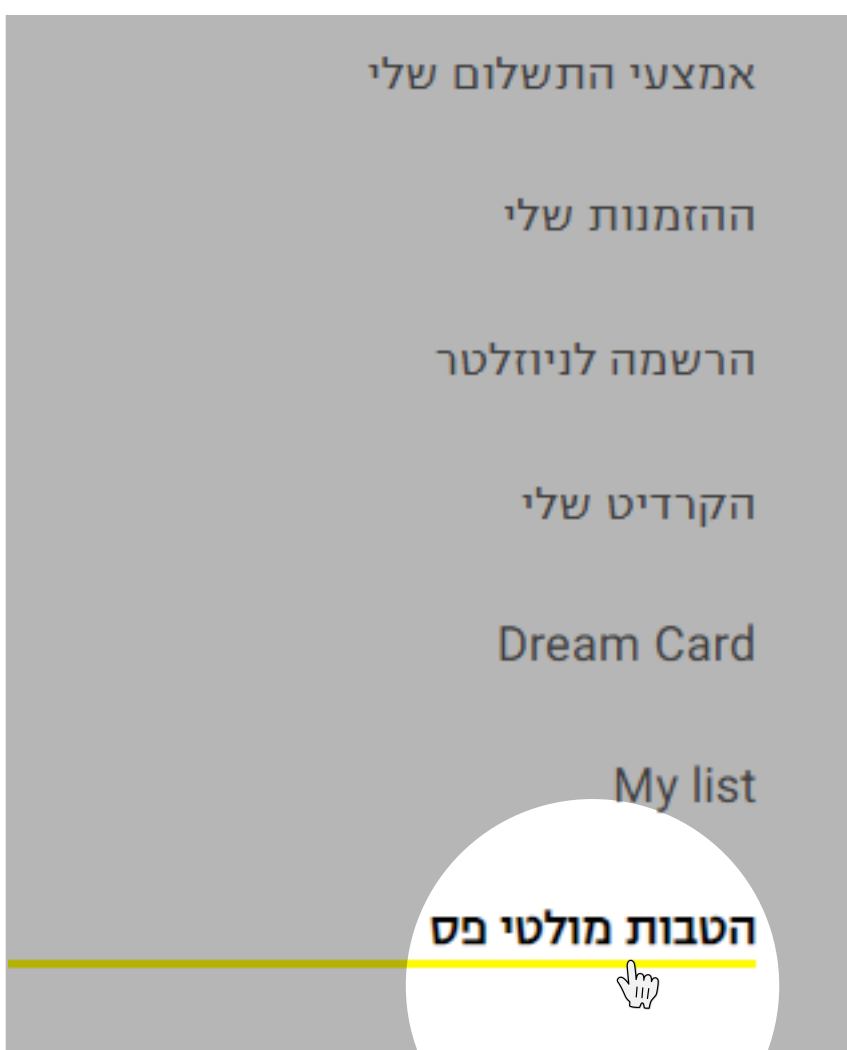 אמצעי התשלום שלי
ההזמנות שלי
הרשמה לניוזלטר
הקרדיט שלי
Dream Card
My list
הטבות מולטי פס